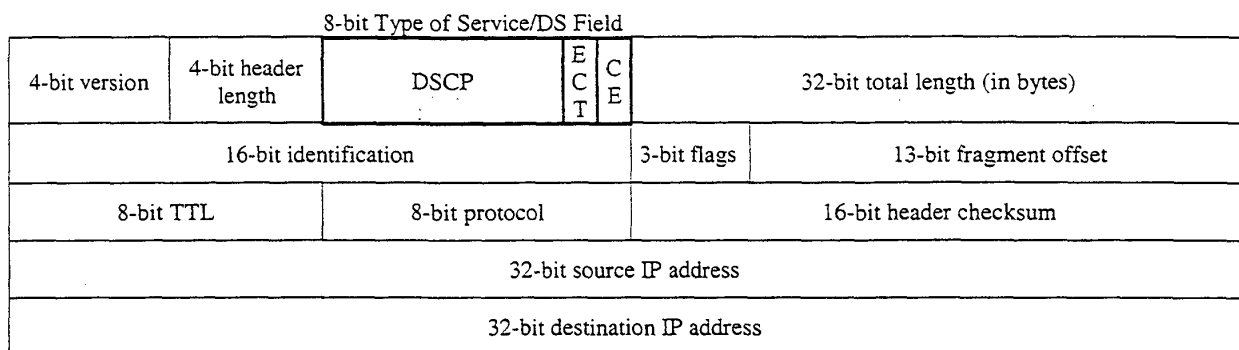 8-bit Type of Service/DS Field
4-bit version
4-bit header
length
DSCP
E
C
T
C
E
32-bit total length (in bytes)
16-bit identification
3-bit flags
13-bit fragment offset
8-bit TTL
8-bit protocol
16-bit header checksum
32-bit source IP address
32-bit destination IP address